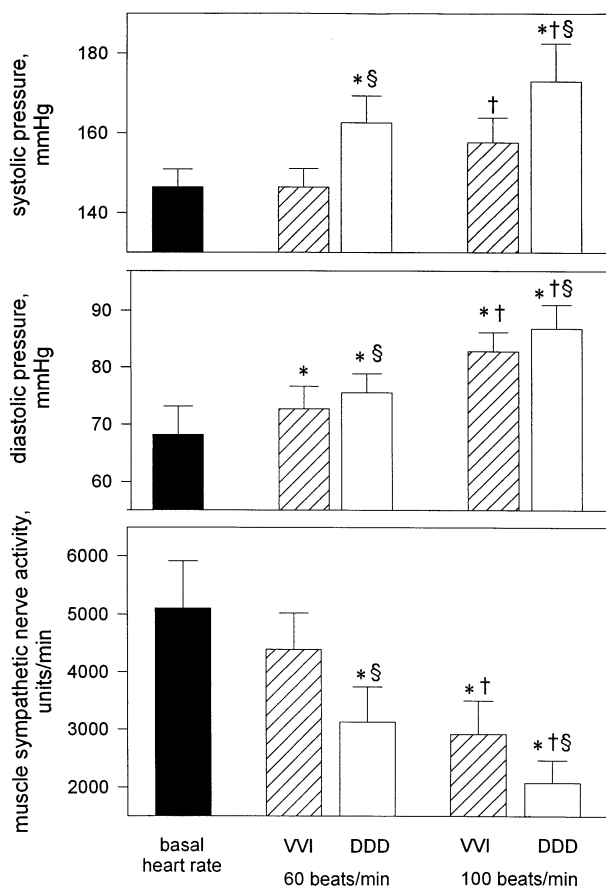 systolic pressure,
mmHg
180
160
140
*§
†
*†§
diastolic pressure,
mmHg
90
80
70
60
*
*§
*†
*†§
muscle sympathetic nerve activity,
units/min
6000
5000
4000
3000
2000
*§
*†
*†§
basal
heart rate
VVI DDD VVI DDD
60 beats/min 100 beats/min